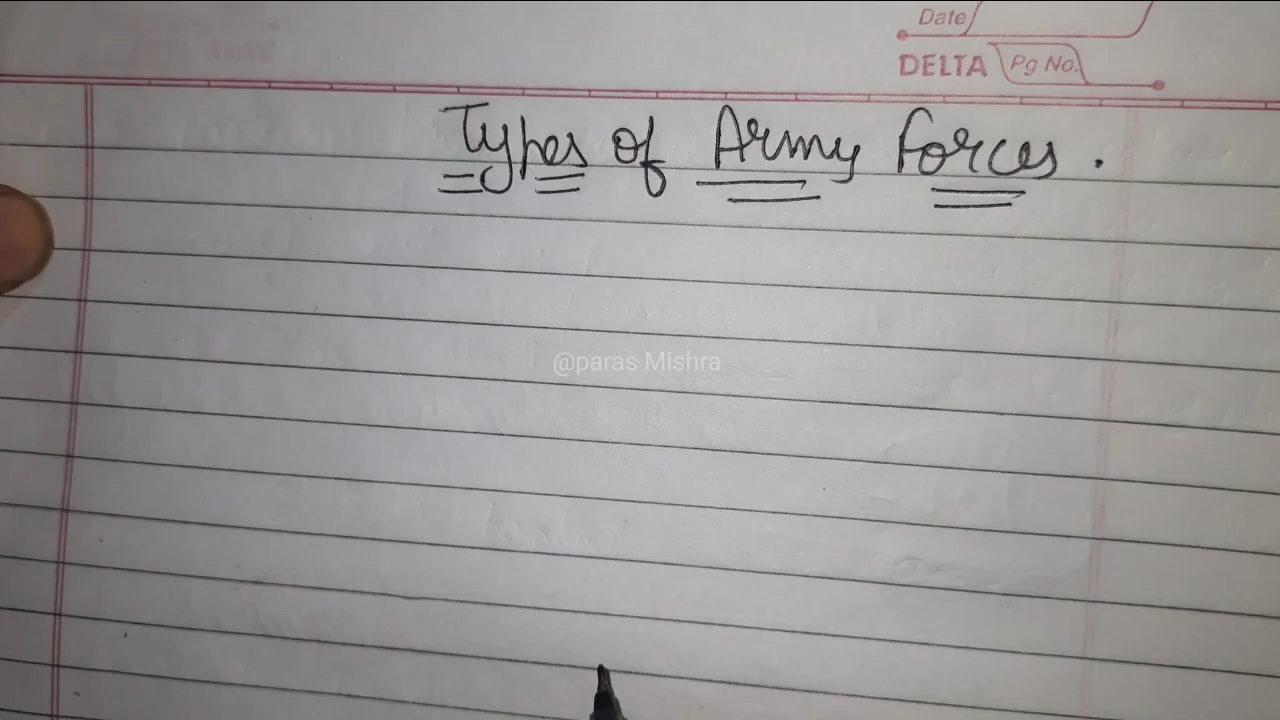 Date
DELTA Pg No.
Types of Army forces.
@paras Mishra